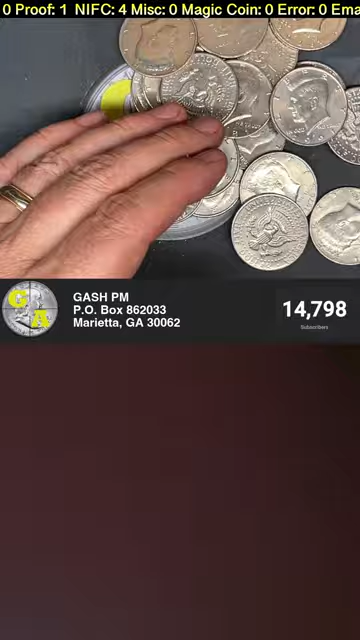 0 Proof: 1 NIFC: 4 Misc: 0 Magic Coin: 0 Error: 0 Ema
GASH PM
P.O. Box 862033
Marietta, GA 30062
G
A
14,798
Subscribers